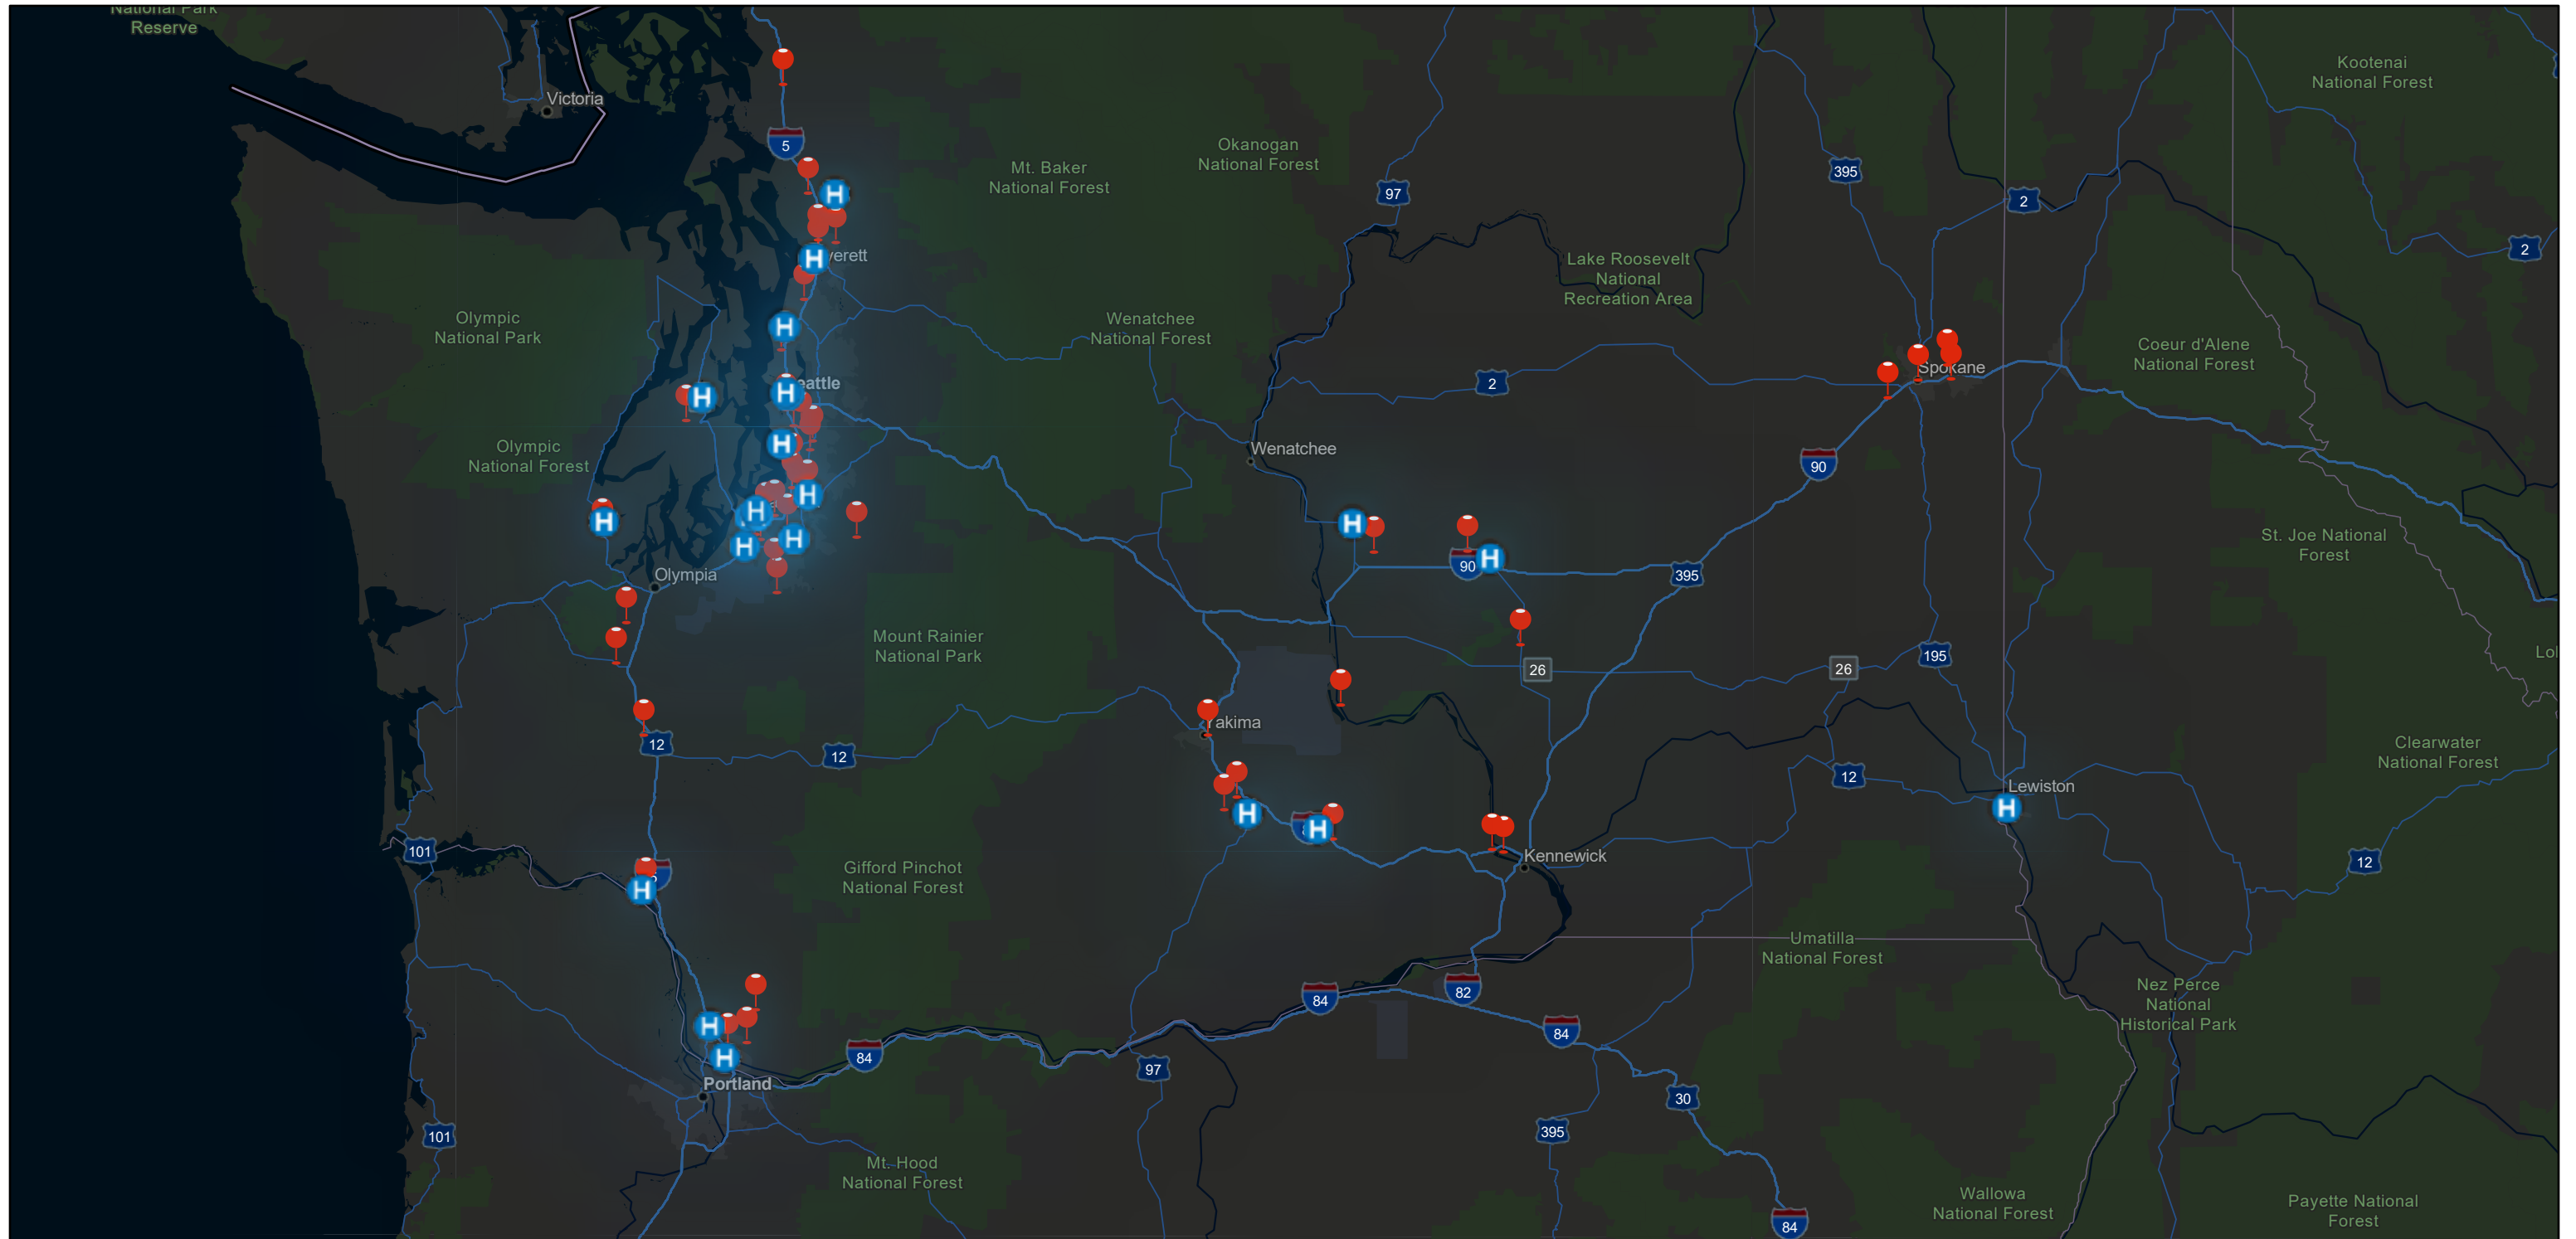 National Park
Reserve
Victoria
5
Mt. Baker
National Forest
Okanogan
National Forest
97
395
2
Kootenai
National Forest
2
H
H
verett
Lake Roosevelt
National
Recreation Area
Olympic
National Park
H
Wenatchee
National Forest
Coeur d'Alene
National Forest
H
H
eattle
2
Spokane
Olympic
National Forest
H
Wenatchee
90
H
H
H
H
H
H
H
90
H
395
St. Joe National
Forest
Olympia
Mount Rainier
National Park
26
26
195
Lol
12
12
Yakima
Clearwater
National Forest
12
Lewiston
H
H
H
101
Kennewick
12
Gifford Pinchot
National Forest
H
Umatilla
National Forest
84
82
Nez Perce
National
Historical Park
H
H
84
84
97
Portland
30
101
395
Mt. Hood
National Forest
Wallowa
National Forest
84
Payette National
Forest